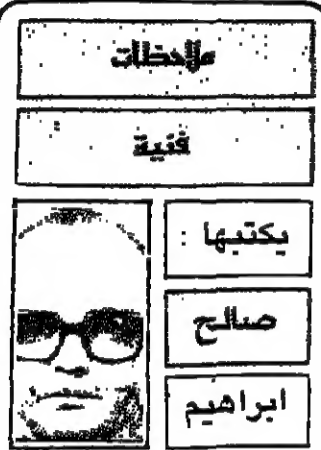 ملاحظات
فنية
يكتبها :
صالح
ابراهيم